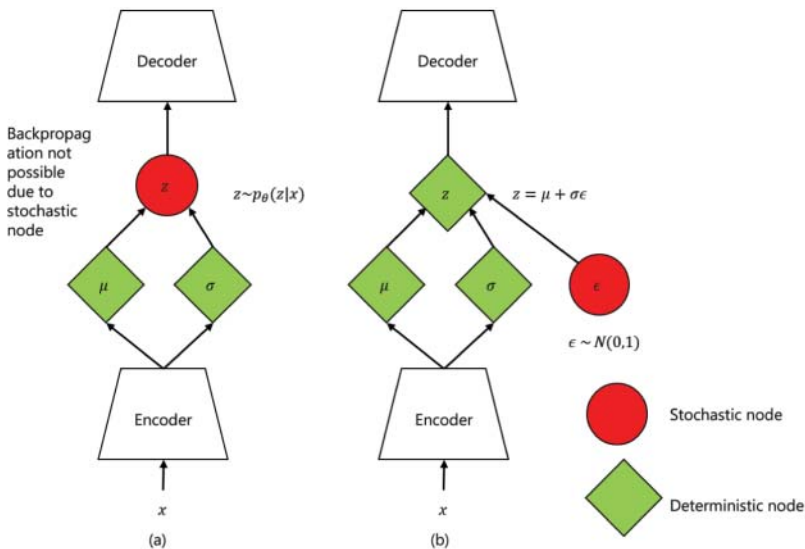 Decoder
Backpropag
ation not
possible
due to
stochastic
node
z
z~pθ(z|x)
μ
σ
Encoder
x
(a)
Decoder
z
z = μ + σϵ
μ
σ
ϵ
ϵ ~ N(0,1)
Encoder
x
(b)
Stochastic node
Deterministic node